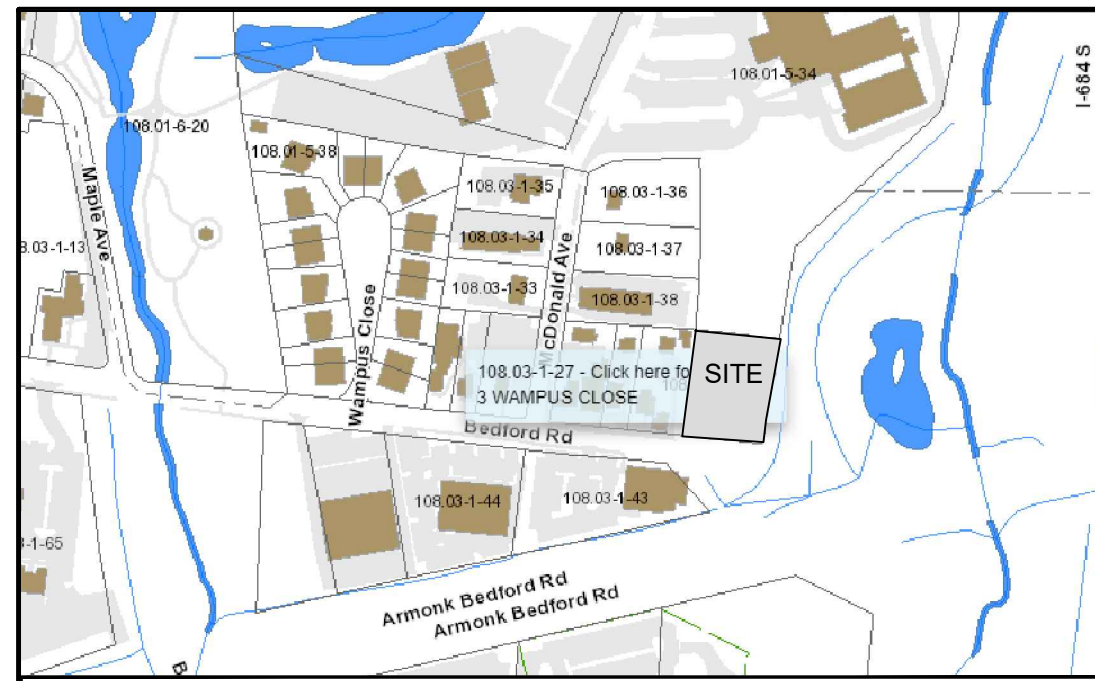 I-684 S
108.01-5-34
108.01-6-20
108.01-5-38
Maple Ave
108.03-1-35
108.03-1-36
108.03-1-34
108.03-1-37
3.03-1-13
McDonald Ave
108.03-1-33
108.03-1-38
Wampus Close
108.03-1-27 - Click here fo
3 WAMPUS CLOSE
SITE
Bedford Rd
108.03-1-44
108.03-1-43
-1-65
Armonk Bedford Rd
Armonk Bedford Rd
B